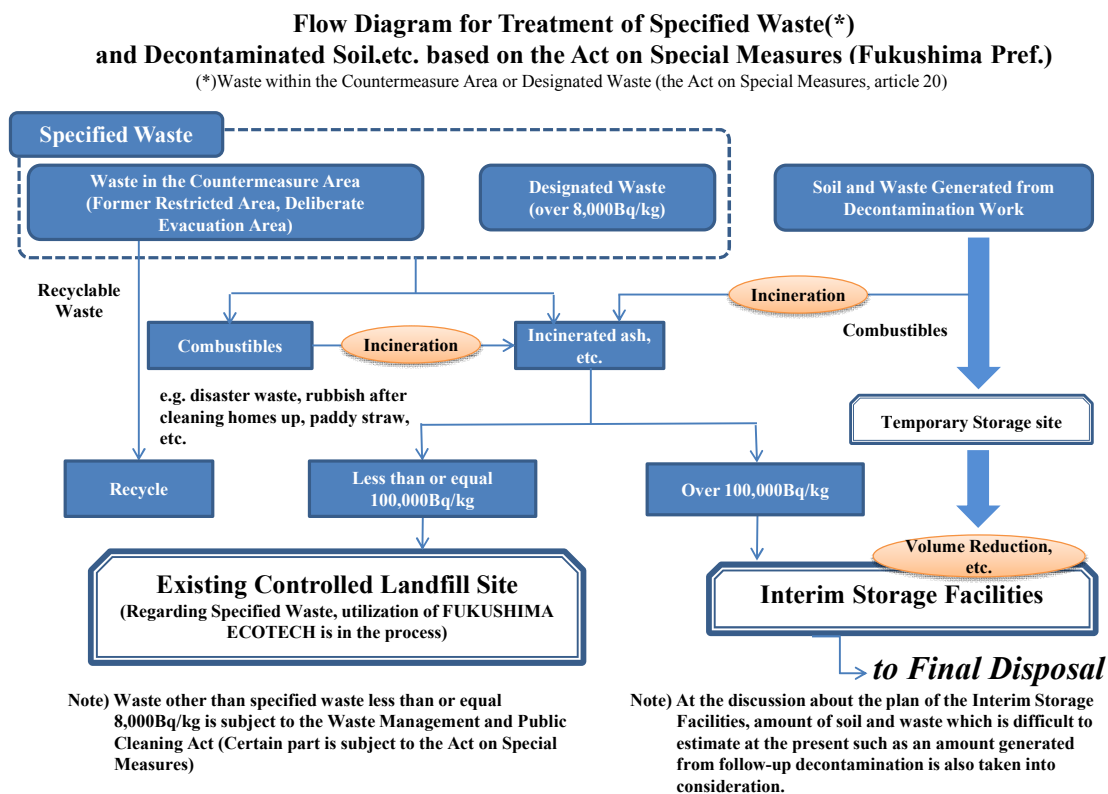 Flow Diagram for Treatment of Specified Waste(*)
and Decontaminated Soil,etc. based on the Act on Special Measures (Fukushima Pref.)
(*)Waste within the Countermeasure Area or Designated Waste (the Act on Special Measures, article 20)
Specified Waste
Waste in the Countermeasure Area
(Former Restricted Area, Deliberate
Evacuation Area)
Designated Waste
(over 8,000Bq/kg)
Soil and Waste Generated from
Decontamination Work
Recyclable
Waste
Incineration
Combustibles
Combustibles
Incineration
Incinerated ash,
etc.
e.g. disaster waste, rubbish after
cleaning homes up, paddy straw,
etc.
Temporary Storage site
Recycle
Less than or equal
100,000Bq/kg
Over 100,000Bq/kg
Volume Reduction,
etc.
Existing Controlled Landfill Site
(Regarding Specified Waste, utilization of FUKUSHIMA
ECOTECH is in the process)
Interim Storage Facilities
to Final Disposal
Note) Waste other than specified waste less than or equal
8,000Bq/kg is subject to the Waste Management and Public
Cleaning Act (Certain part is subject to the Act on Special
Measures)
Note) At the discussion about the plan of the Interim Storage
Facilities, amount of soil and waste which is difficult to
estimate at the present such as an amount generated
from follow-up decontamination is also taken into
consideration.